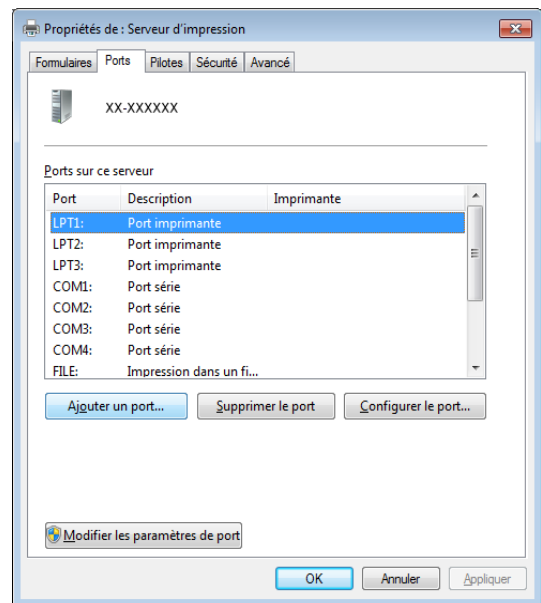 Propriétés de : Serveur d'impression
Formulaires Ports Pilotes Sécurité Avancé
XX-XXXXXX
Ports sur ce serveur
Port Description Imprimante
LPT1: Port imprimante
LPT2: Port imprimante
LPT3: Port imprimante
COM1: Port série
COM2: Port série
COM3: Port série
COM4: Port série
FILE: Impression dans un fi...
Ajouter un port... Supprimer le port Configurer le port...
Modifier les paramètres de port
OK Annuler Appliquer